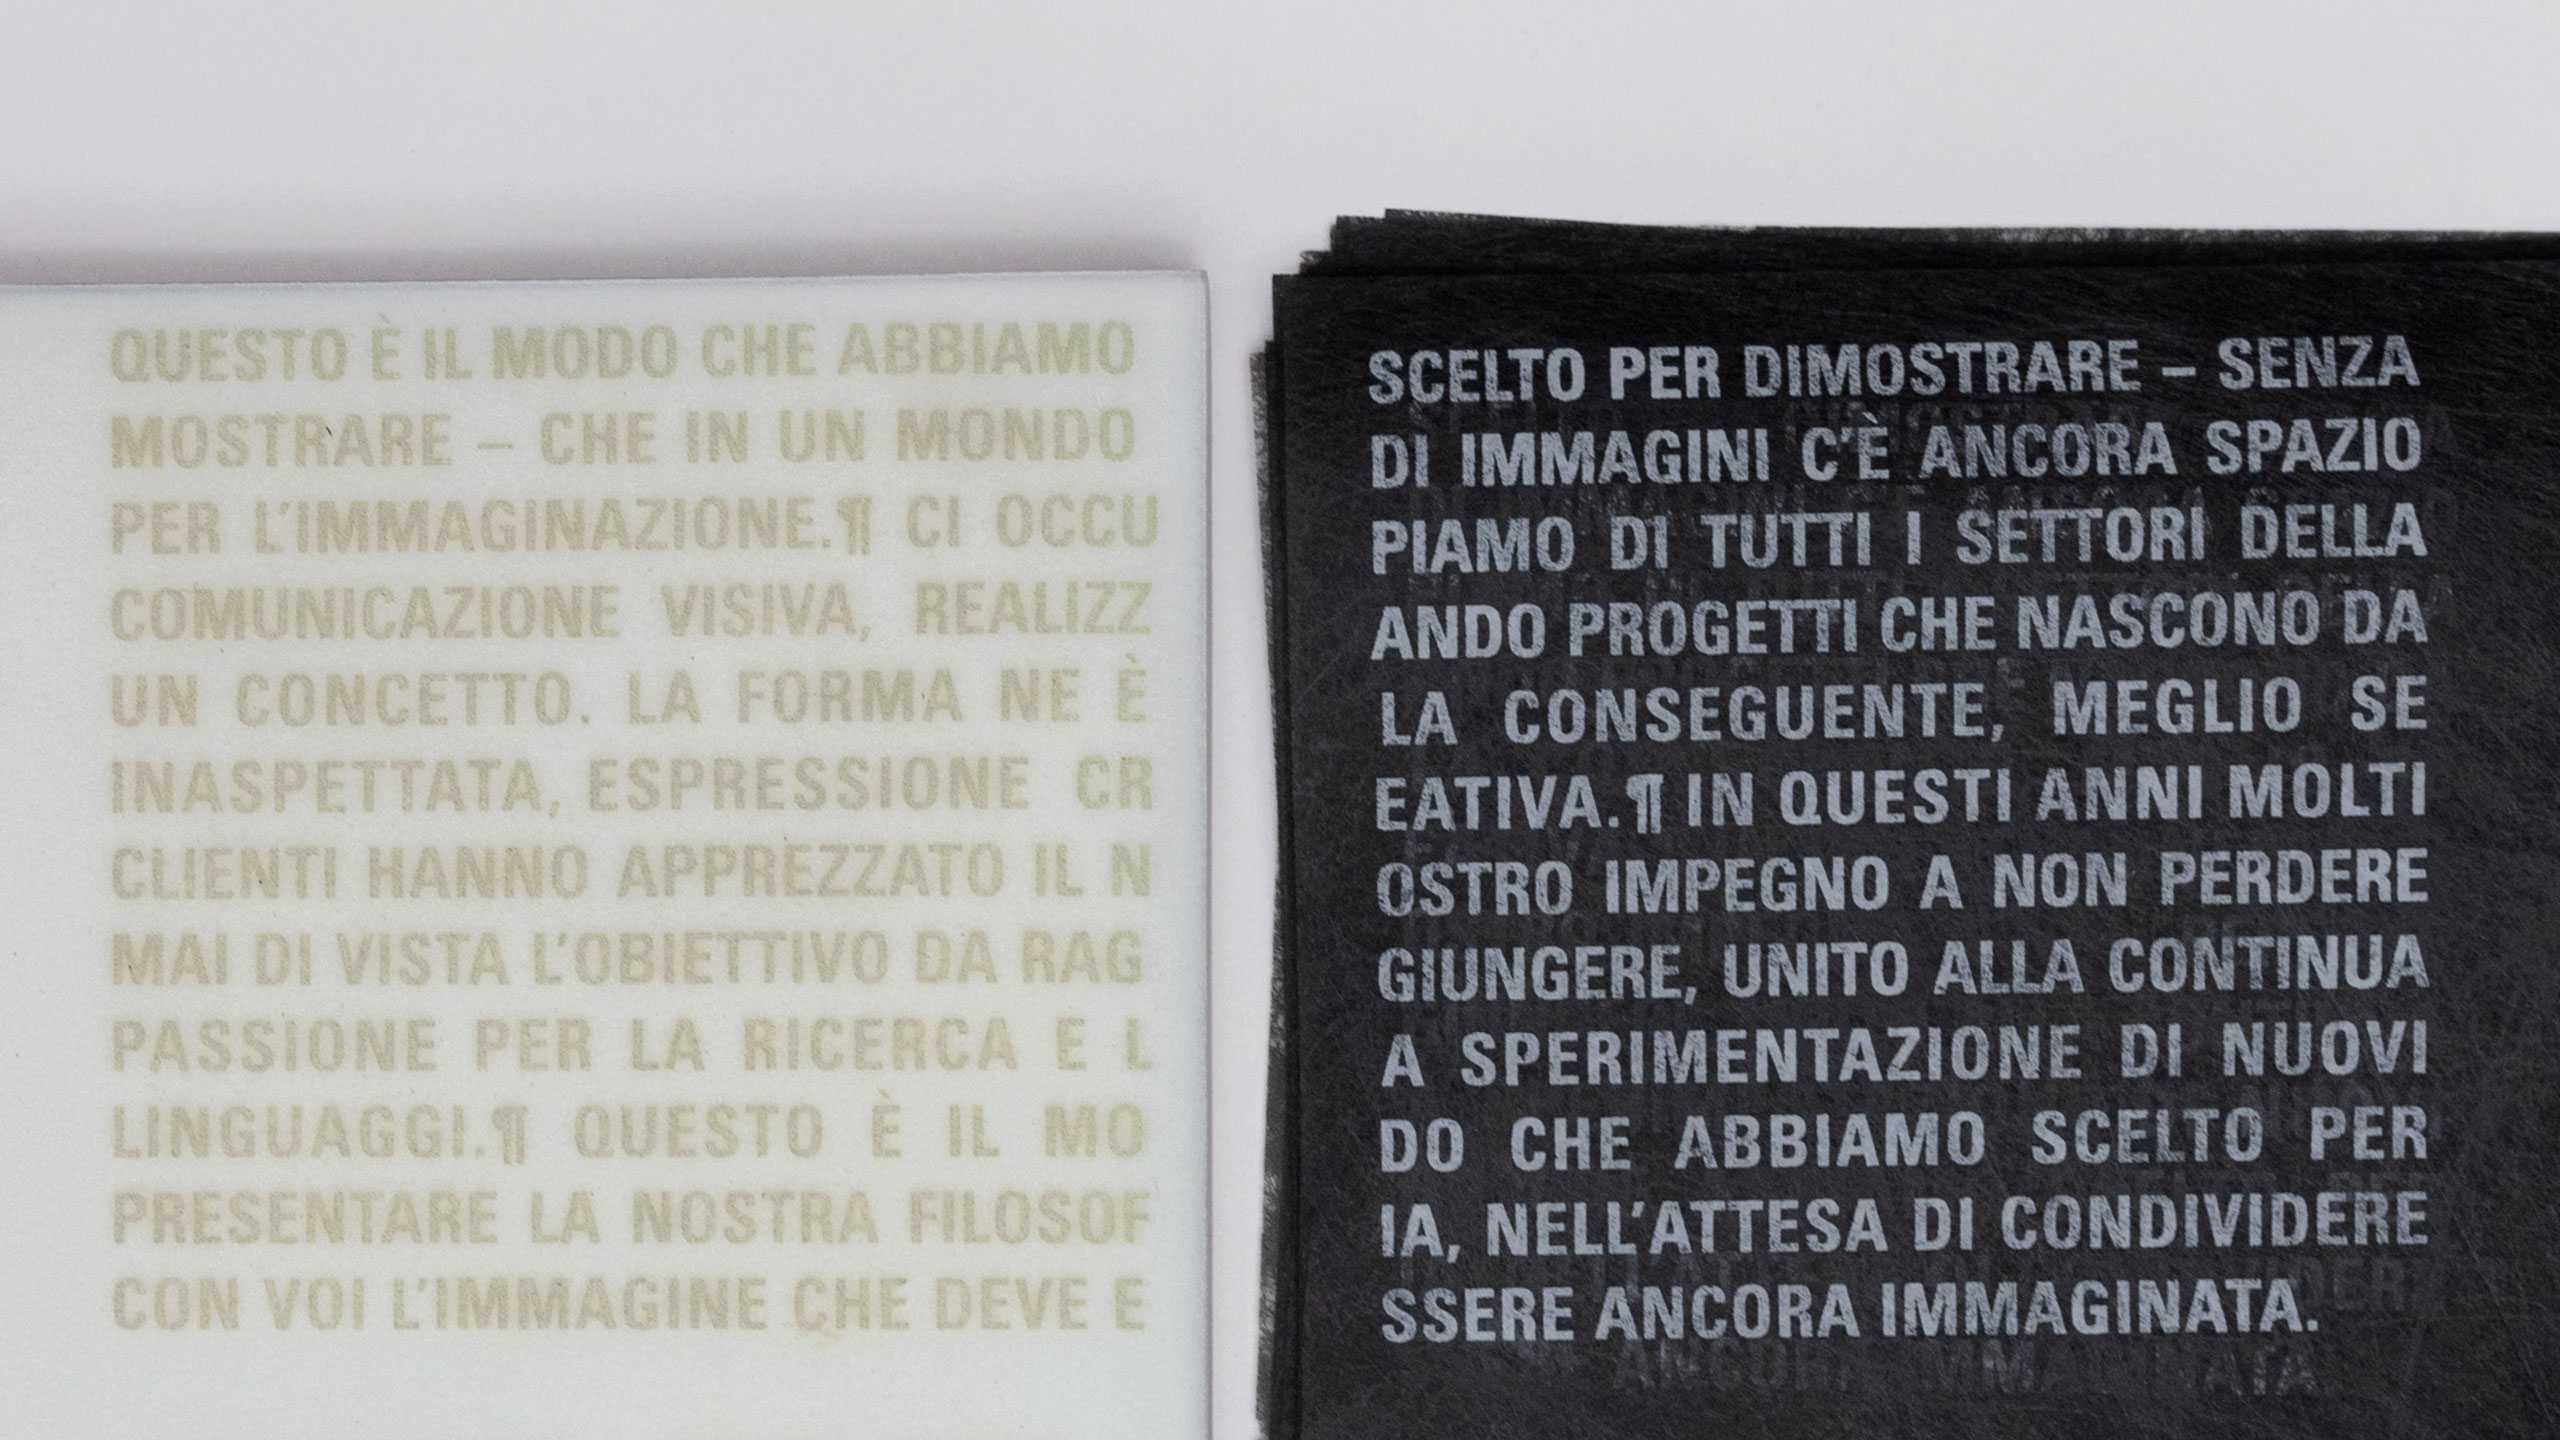 QUESTO È IL MODO CHE ABBIAMO
MOSTRARE – CHE IN UN MONDO
PER L'IMMAGINAZIONE.¶ CI OCCU
COMUNICAZIONE VISIVA, REALIZZ
UN CONCETTO. LA FORMA NE È
INASPETTATA, ESPRESSIONE CR
CLIENTI HANNO APPREZZATO IL N
MAI DI VISTA L'OBIETTIVO DA RAG
PASSIONE PER LA RICERCA E L
LINGUAGGI.¶ QUESTO È IL MO
PRESENTARE LA NOSTRA FILOSOF
CON VOI L'IMMAGINE CHE DEVE E
SCELTO PER DIMOSTRARE – SENZA
DI IMMAGINI C'È ANCORA SPAZIO
PIAMO DI TUTTI I SETTORI DELLA
ANDO PROGETTI CHE NASCONO DA
LA CONSEGUENTE, MEGLIO SE
EATIVA.¶ IN QUESTI ANNI MOLTI
OSTRO IMPEGNO A NON PERDERE
GIUNGERE, UNITO ALLA CONTINUA
A SPERIMENTAZIONE DI NUOVI
DO CHE ABBIAMO SCELTO PER
IA, NELL'ATTESA DI CONDIVIDERE
SSERE ANCORA IMMAGINATA.